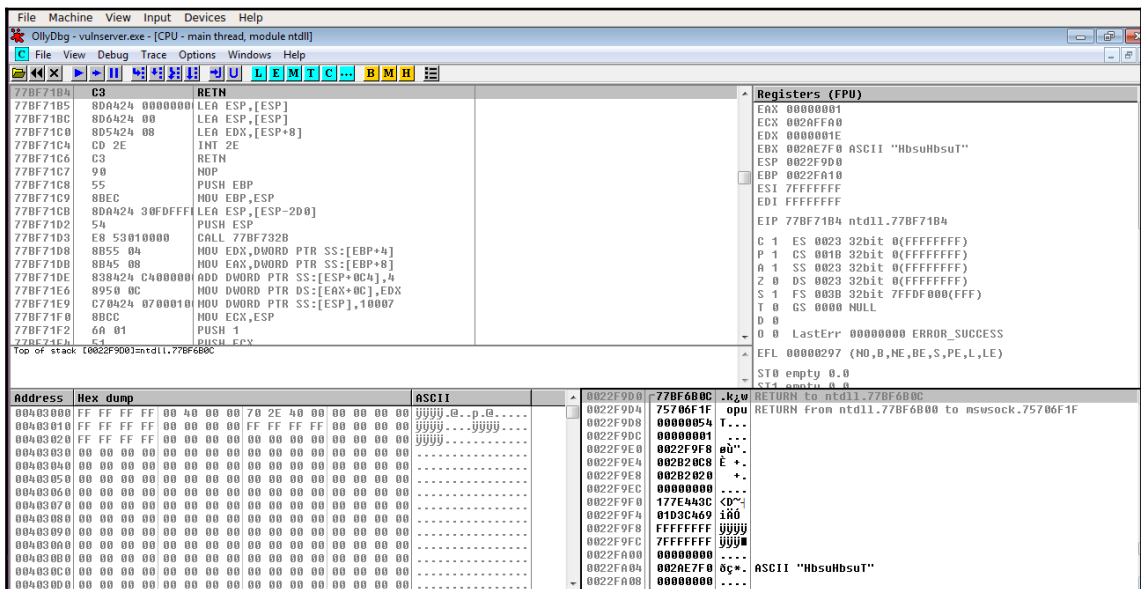 File Machine View Input Devices Help
OllyDbg - vulnserver.exe - [CPU - main thread, module ntdll]
C File View Debug Trace Options Windows Help
L E M T C ... B M H
77BF71B4 C3 RETN
77BF71B5 8DA424 0000000 LEA ESP,[ESP]
77BF71BC 8D6424 00 LEA ESP,[ESP]
77BF71C0 8D5424 08 LEA EDX,[ESP+8]
77BF71C4 CD 2E INT 2E
77BF71C6 C3 RETN
77BF71C7 90 NOP
77BF71C8 55 PUSH EBP
77BF71C9 8BEC MOV EBP,ESP
77BF71CB 8DA424 30FDFFF LEA ESP,[ESP-2D0]
77BF71D2 54 PUSH ESP
77BF71D3 E8 53010000 CALL 77BF732B
77BF71D8 8B55 04 MOV EDX,DWORD PTR SS:[EBP+4]
77BF71DB 8B45 08 MOV EAX,DWORD PTR SS:[EBP+8]
77BF71DE 838424 C400000 ADD DWORD PTR SS:[ESP+0C4],4
77BF71E6 8950 0C MOV DWORD PTR DS:[EAX+0C],EDX
77BF71E9 C70424 0700010 MOV DWORD PTR SS:[ESP],10007
77BF71F0 8BCC MOV ECX,ESP
77BF71F2 6A 01 PUSH 1
77BF71F4 51 PUSH ECX
Top of stack [0022F9D0]=ntdll.77BF6B0C
Registers (FPU)
EAX 00000001
ECX 002AFFA0
EDX 0000001E
EBX 002AE7F0 ASCII "HbsuHbsuT"
ESP 0022F9D0
EBP 0022FA10
ESI 7FFFFFFF
EDI FFFFFFFF
EIP 77BF71B4 ntdll.77BF71B4
C 1 ES 0023 32bit 0(FFFFFFFF)
P 1 CS 001B 32bit 0(FFFFFFFF)
A 1 SS 0023 32bit 0(FFFFFFFF)
Z 0 DS 0023 32bit 0(FFFFFFFF)
S 1 FS 003B 32bit 7FFDF000(FFF)
T 0 GS 0000 NULL
D 0
O 0 LastErr 00000000 ERROR_SUCCESS
EFL 00000297 (NO,B,NE,BE,S,PE,L,LE)
ST0 empty 0.0
ST1 empty 0.0
Address Hex dump ASCII
00403000 FF FF FF FF 00 40 00 00 70 2E 40 00 00 00 00 00 ÿÿÿÿ.@..p.@.....
00403010 FF FF FF FF 00 00 00 00 FF FF FF FF 00 00 00 00 ÿÿÿÿ....ÿÿÿÿ....
00403020 FF FF FF FF 00 00 00 00 00 00 00 00 00 00 00 00 ÿÿÿÿ............
00403030 00 00 00 00 00 00 00 00 00 00 00 00 00 00 00 00 ................
00403040 00 00 00 00 00 00 00 00 00 00 00 00 00 00 00 00 ................
00403050 00 00 00 00 00 00 00 00 00 00 00 00 00 00 00 00 ................
00403060 00 00 00 00 00 00 00 00 00 00 00 00 00 00 00 00 ................
00403070 00 00 00 00 00 00 00 00 00 00 00 00 00 00 00 00 ................
00403080 00 00 00 00 00 00 00 00 00 00 00 00 00 00 00 00 ................
00403090 00 00 00 00 00 00 00 00 00 00 00 00 00 00 00 00 ................
004030A0 00 00 00 00 00 00 00 00 00 00 00 00 00 00 00 00 ................
004030B0 00 00 00 00 00 00 00 00 00 00 00 00 00 00 00 00 ................
004030C0 00 00 00 00 00 00 00 00 00 00 00 00 00 00 00 00 ................
004030D0 00 00 00 00 00 00 00 00 00 00 00 00 00 00 00 00 ................
0022F9D0 77BF6B0C .k¿w RETURN to ntdll.77BF6B0C
0022F9D4 75706F1F opu RETURN from ntdll.77BF6B00 to mswsock.75706F1F
0022F9D8 00000054 T...
0022F9DC 00000001 ...
0022F9E0 0022F9F8 øù".
0022F9E4 002B20C8 È +.
0022F9E8 002B2020 +.
0022F9EC 00000000 ....
0022F9F0 177E443C <D~
0022F9F4 01D3C469 iÄÓ
0022F9F8 FFFFFFFF ÿÿÿÿ
0022F9FC 7FFFFFFF ÿÿÿ
0022FA00 00000000 ....
0022FA04 002AE7F0 ðç*. ASCII "HbsuHbsuT"
0022FA08 00000000 ....